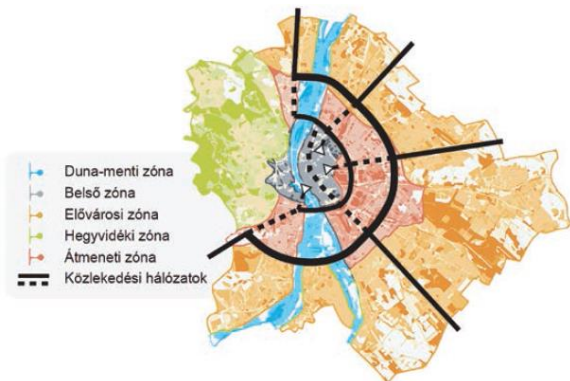 Duna-menti zóna
Belső zóna
Elővárosi zóna
Hegyvidéki zóna
Átmeneti zóna
Közlekedési hálózatok